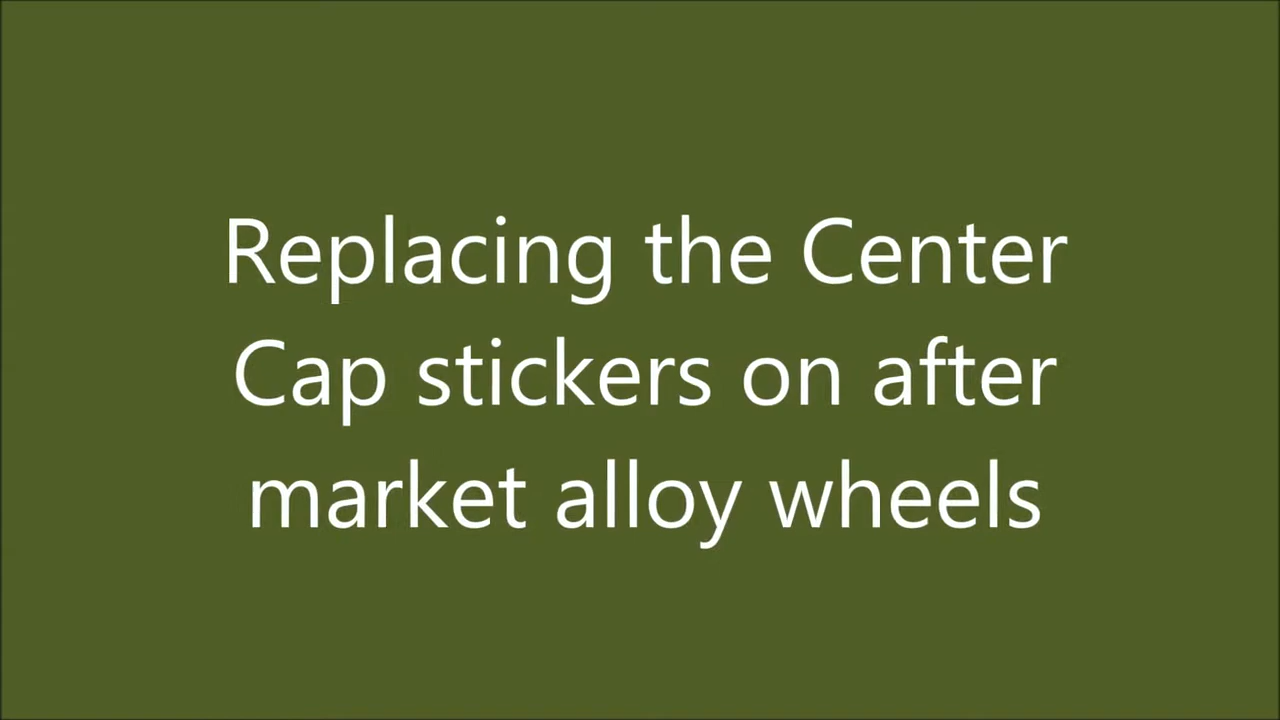 Replacing the Center
Cap stickers on after
market alloy wheels